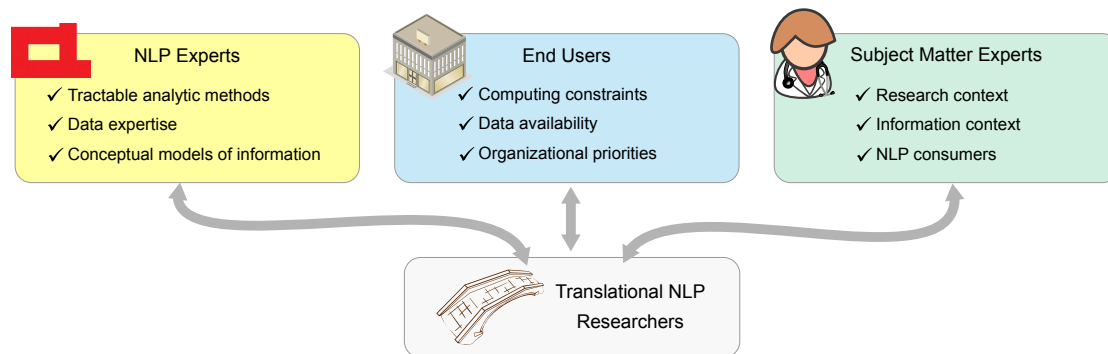 NLP Experts
✓ Tractable analytic methods
✓ Data expertise
✓ Conceptual models of information
End Users
✓ Computing constraints
✓ Data availability
✓ Organizational priorities
Subject Matter Experts
✓ Research context
✓ Information context
✓ NLP consumers
Translational NLP
Researchers